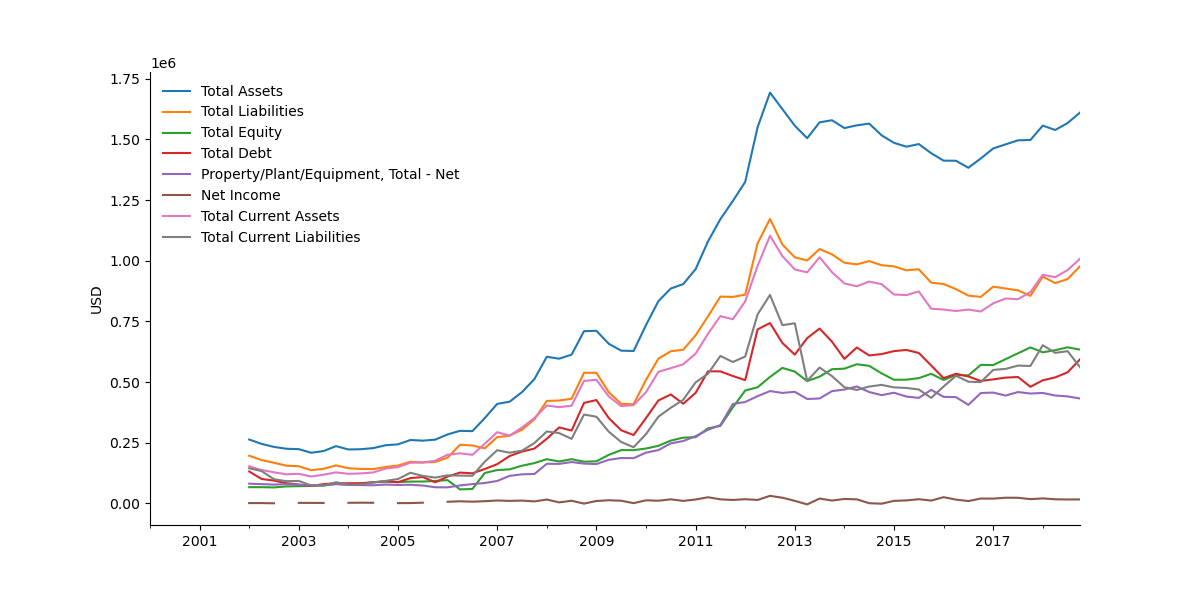 1e6
1.75
1.50
1.25
1.00
0.75
0.50
0.25
0.00
USD
Total Assets
Total Liabilities
Total Equity
Total Debt
Property/Plant/Equipment, Total - Net
Net Income
Total Current Assets
Total Current Liabilities
2001 2003 2005 2007 2009 2011 2013 2015 2017